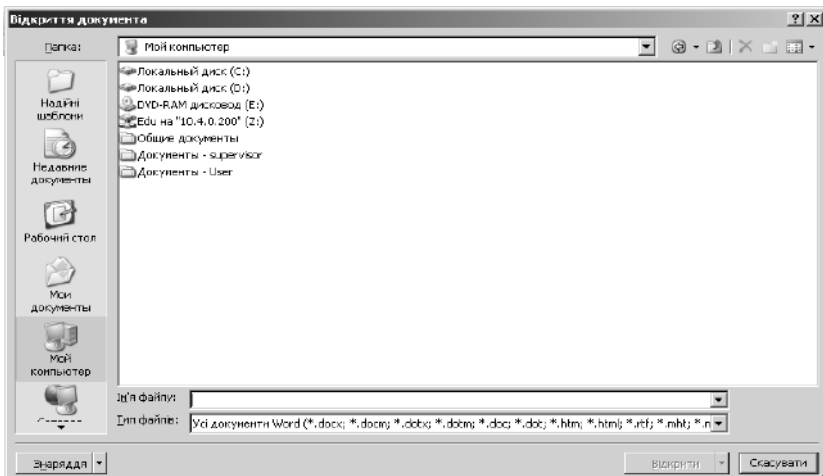 Відкриття документа
Папка:
Мой компьютер
Локальный диск (C:)
Локальный диск (D:)
DVD-RAM дисковод (E:)
Edu на "10.4.0.200" (Z:)
Общие документы
Документы - supervisor
Документы - User
Надійні
шаблони
Недавние
документы
Рабочий стол
Мои
документы
Мой
компьютер
Ім'я файлу:
Тип файлів:
Усі документи Word (*.docx; *.docm; *.dotx; *.dotm; *.doc; *.dot; *.htm; *.html; *.rtf; *.mht; *.m
Знаряддя
Відкрити
Скасувати